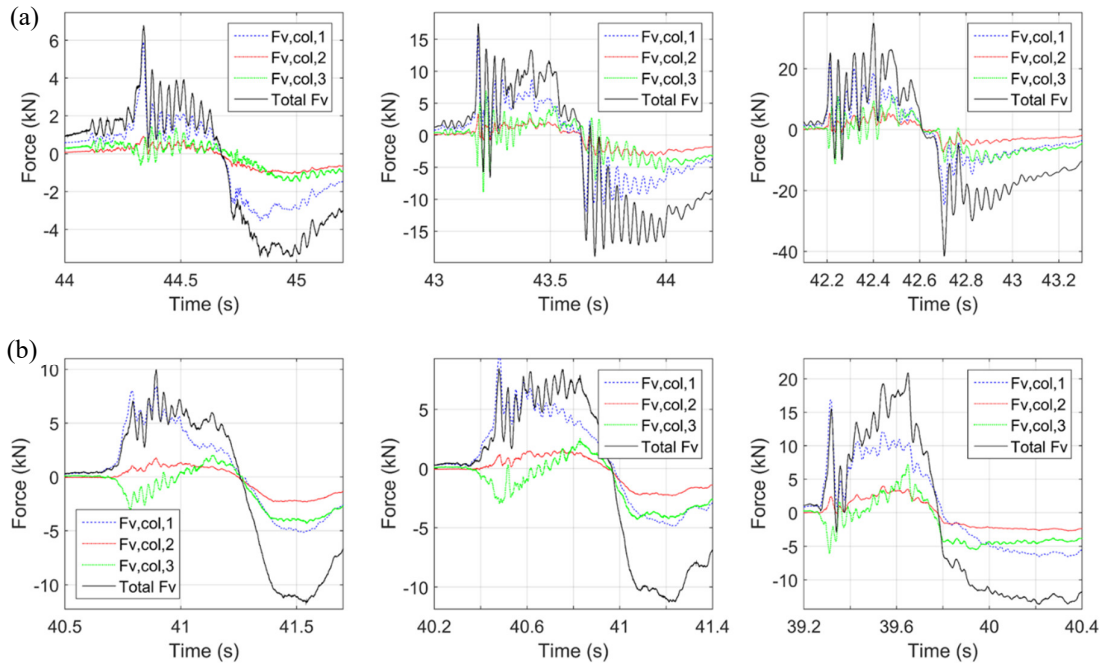 (a)
Force (kN)
6
4
2
0
-2
-4
44
44.5
45
Time (s)
Fv,col,1
Fv,col,2
Fv,col,3
Total Fv
Force (kN)
15
10
5
0
-5
-10
-15
43
43.5
44
Time (s)
Fv,col,1
Fv,col,2
Fv,col,3
Total Fv
Force (kN)
20
0
-20
-40
42.2
42.4
42.6
42.8
43
43.2
Time (s)
Fv,col,1
Fv,col,2
Fv,col,3
Total Fv
(b)
Force (kN)
10
5
0
-5
-10
40.5
41
41.5
Time (s)
Fv,col,1
Fv,col,2
Fv,col,3
Total Fv
Force (kN)
5
0
-5
-10
40.2
40.6
41
41.4
Time (s)
Fv,col,1
Fv,col,2
Fv,col,3
Total Fv
Force (kN)
20
15
10
5
0
-5
-10
39.2
39.6
40
40.4
Time (s)
Fv,col,1
Fv,col,2
Fv,col,3
Total Fv